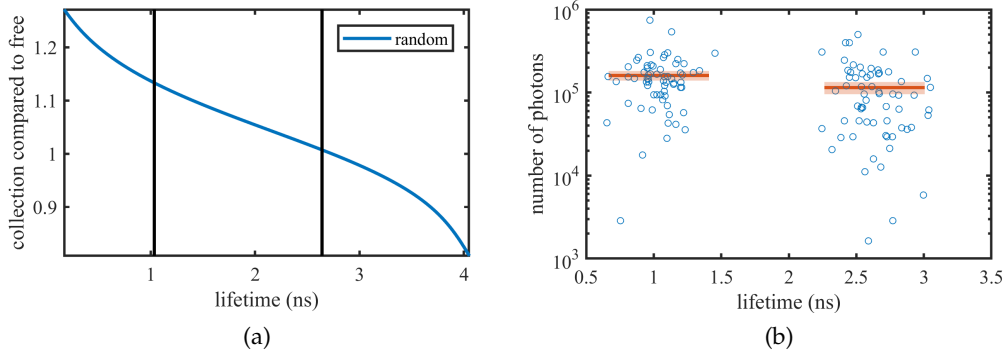 collection compared to free
1.2
1.1
1
0.9
random
1
2
3
4
lifetime (ns)
(a)
number of photons
10^6
10^5
10^4
10^3
0.5
1
1.5
2
2.5
3
3.5
lifetime (ns)
(b)